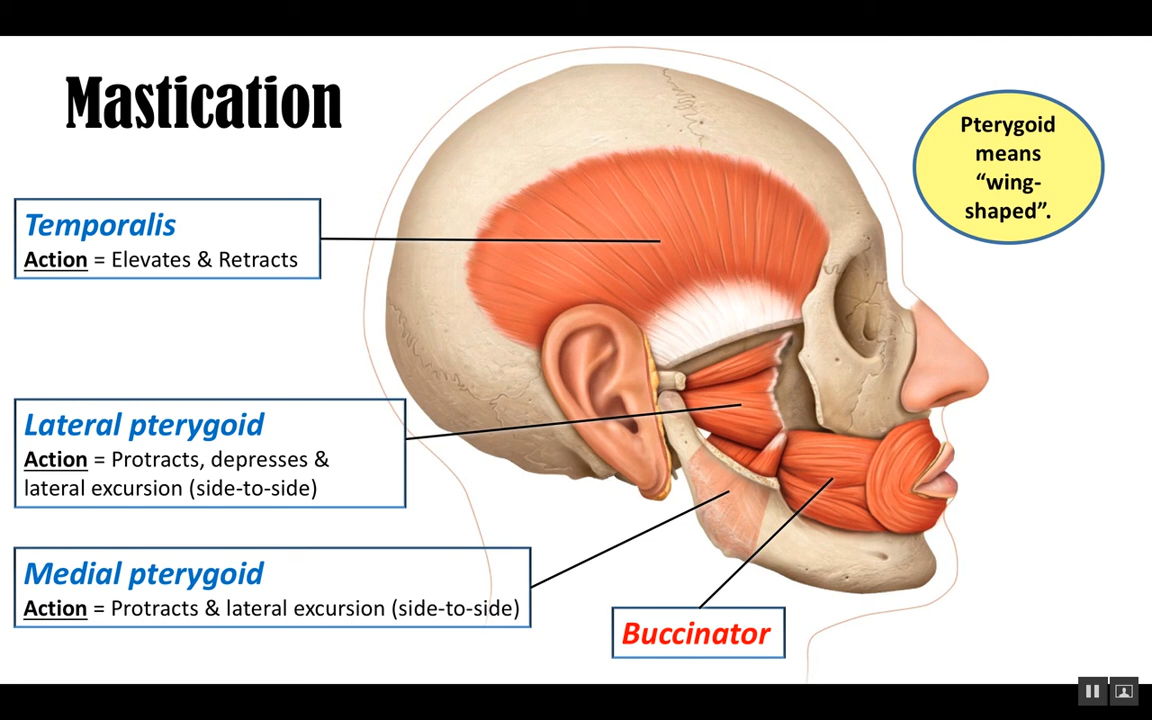 Mastication
Pterygoid
means
“wing-
shaped”.
Temporalis
Action = Elevates & Retracts
Lateral pterygoid
Action = Protracts, depresses &
lateral excursion (side-to-side)
Medial pterygoid
Action = Protracts & lateral excursion (side-to-side)
Buccinator